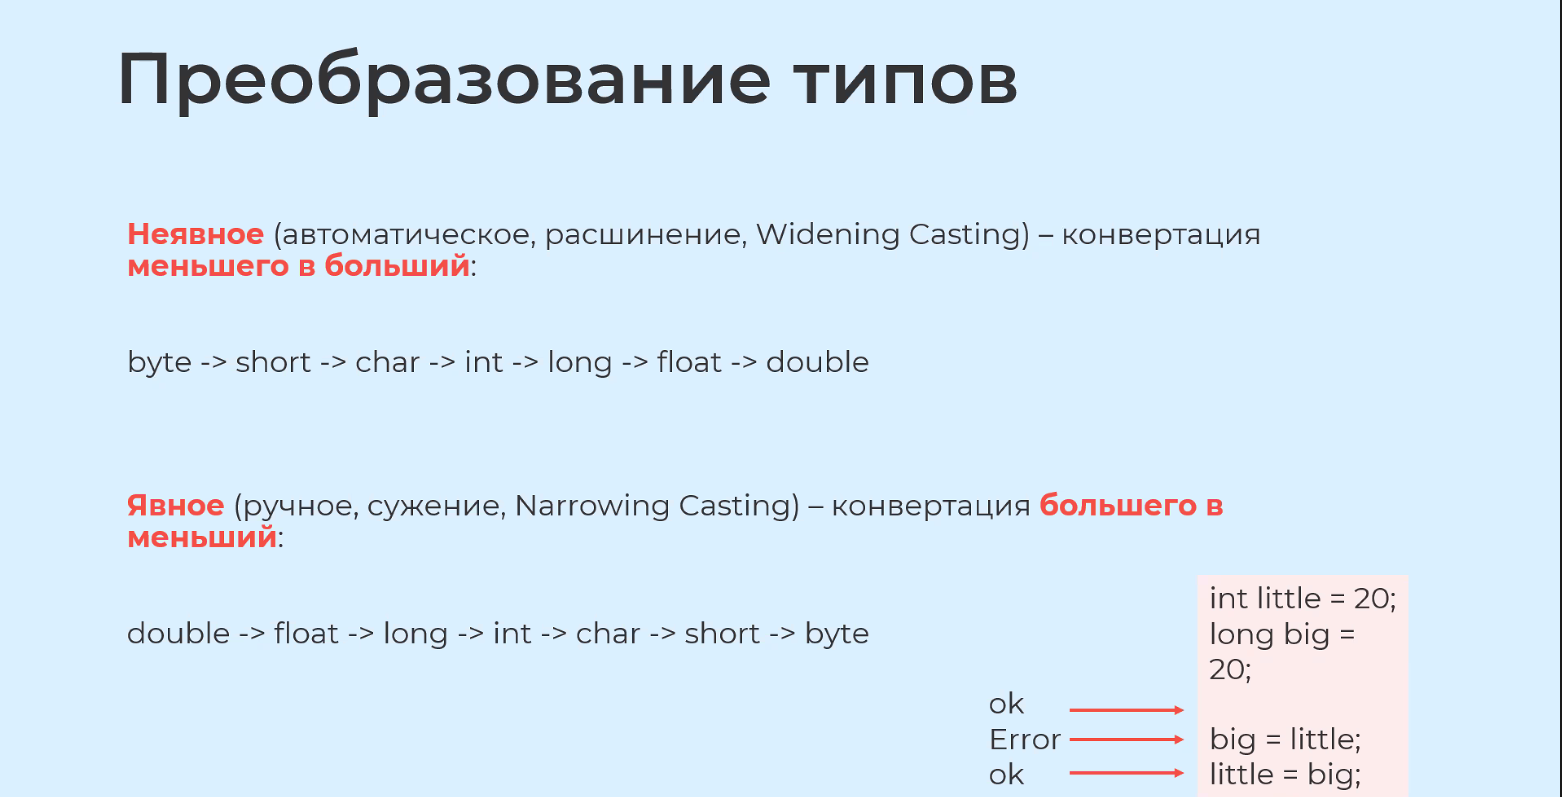 Преобразование типов
Неявное (автоматическое, расшинение, Widening Casting) – конвертация
меньшего в больший:
byte -> short -> char -> int -> long -> float -> double
Явное (ручное, сужение, Narrowing Casting) – конвертация большего в
меньший:
double -> float -> long -> int -> char -> short -> byte
int little = 20;
long big =
20;
ok
Error
ok
big = little;
little = big;